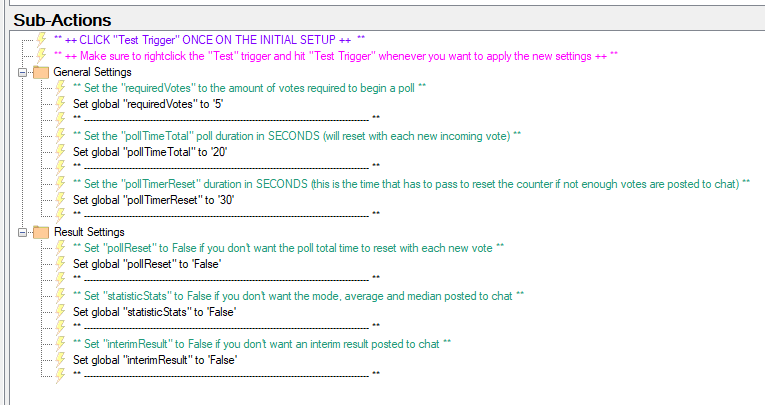 Sub-Actions
** ++ CLICK "Test Trigger" ONCE ON THE INITIAL SETUP ++ **
** ++ Make sure to rightclick the "Test" trigger and hit "Test Trigger" whenever you want to apply the new settings ++ **
General Settings
** Set the "requiredVotes" to the amount of votes required to begin a poll **
Set global "requiredVotes" to '5'
** ----------------------------------------------------------------------------------------------- **
** Set the "pollTimeTotal" poll duration in SECONDS (will reset with each new incoming vote) **
Set global "pollTimeTotal" to '20'
** ----------------------------------------------------------------------------------------------- **
** Set the "pollTimerReset" duration in SECONDS (this is the time that has to pass to reset the counter if not enough votes are posted to chat) **
Set global "pollTimerReset" to '30'
** ----------------------------------------------------------------------------------------------- **
Result Settings
** Set "pollReset" to False if you don't want the poll total time to reset with each new vote **
Set global "pollReset" to 'False'
** ----------------------------------------------------------------------------------------------- **
** Set "statisticStats" to False if you don't want the mode, average and median posted to chat **
Set global "statisticStats" to 'False'
** ----------------------------------------------------------------------------------------------- **
** Set "interimResult" to False if you don't want an interim result posted to chat **
Set global "interimResult" to 'False'
** ----------------------------------------------------------------------------------------------- **